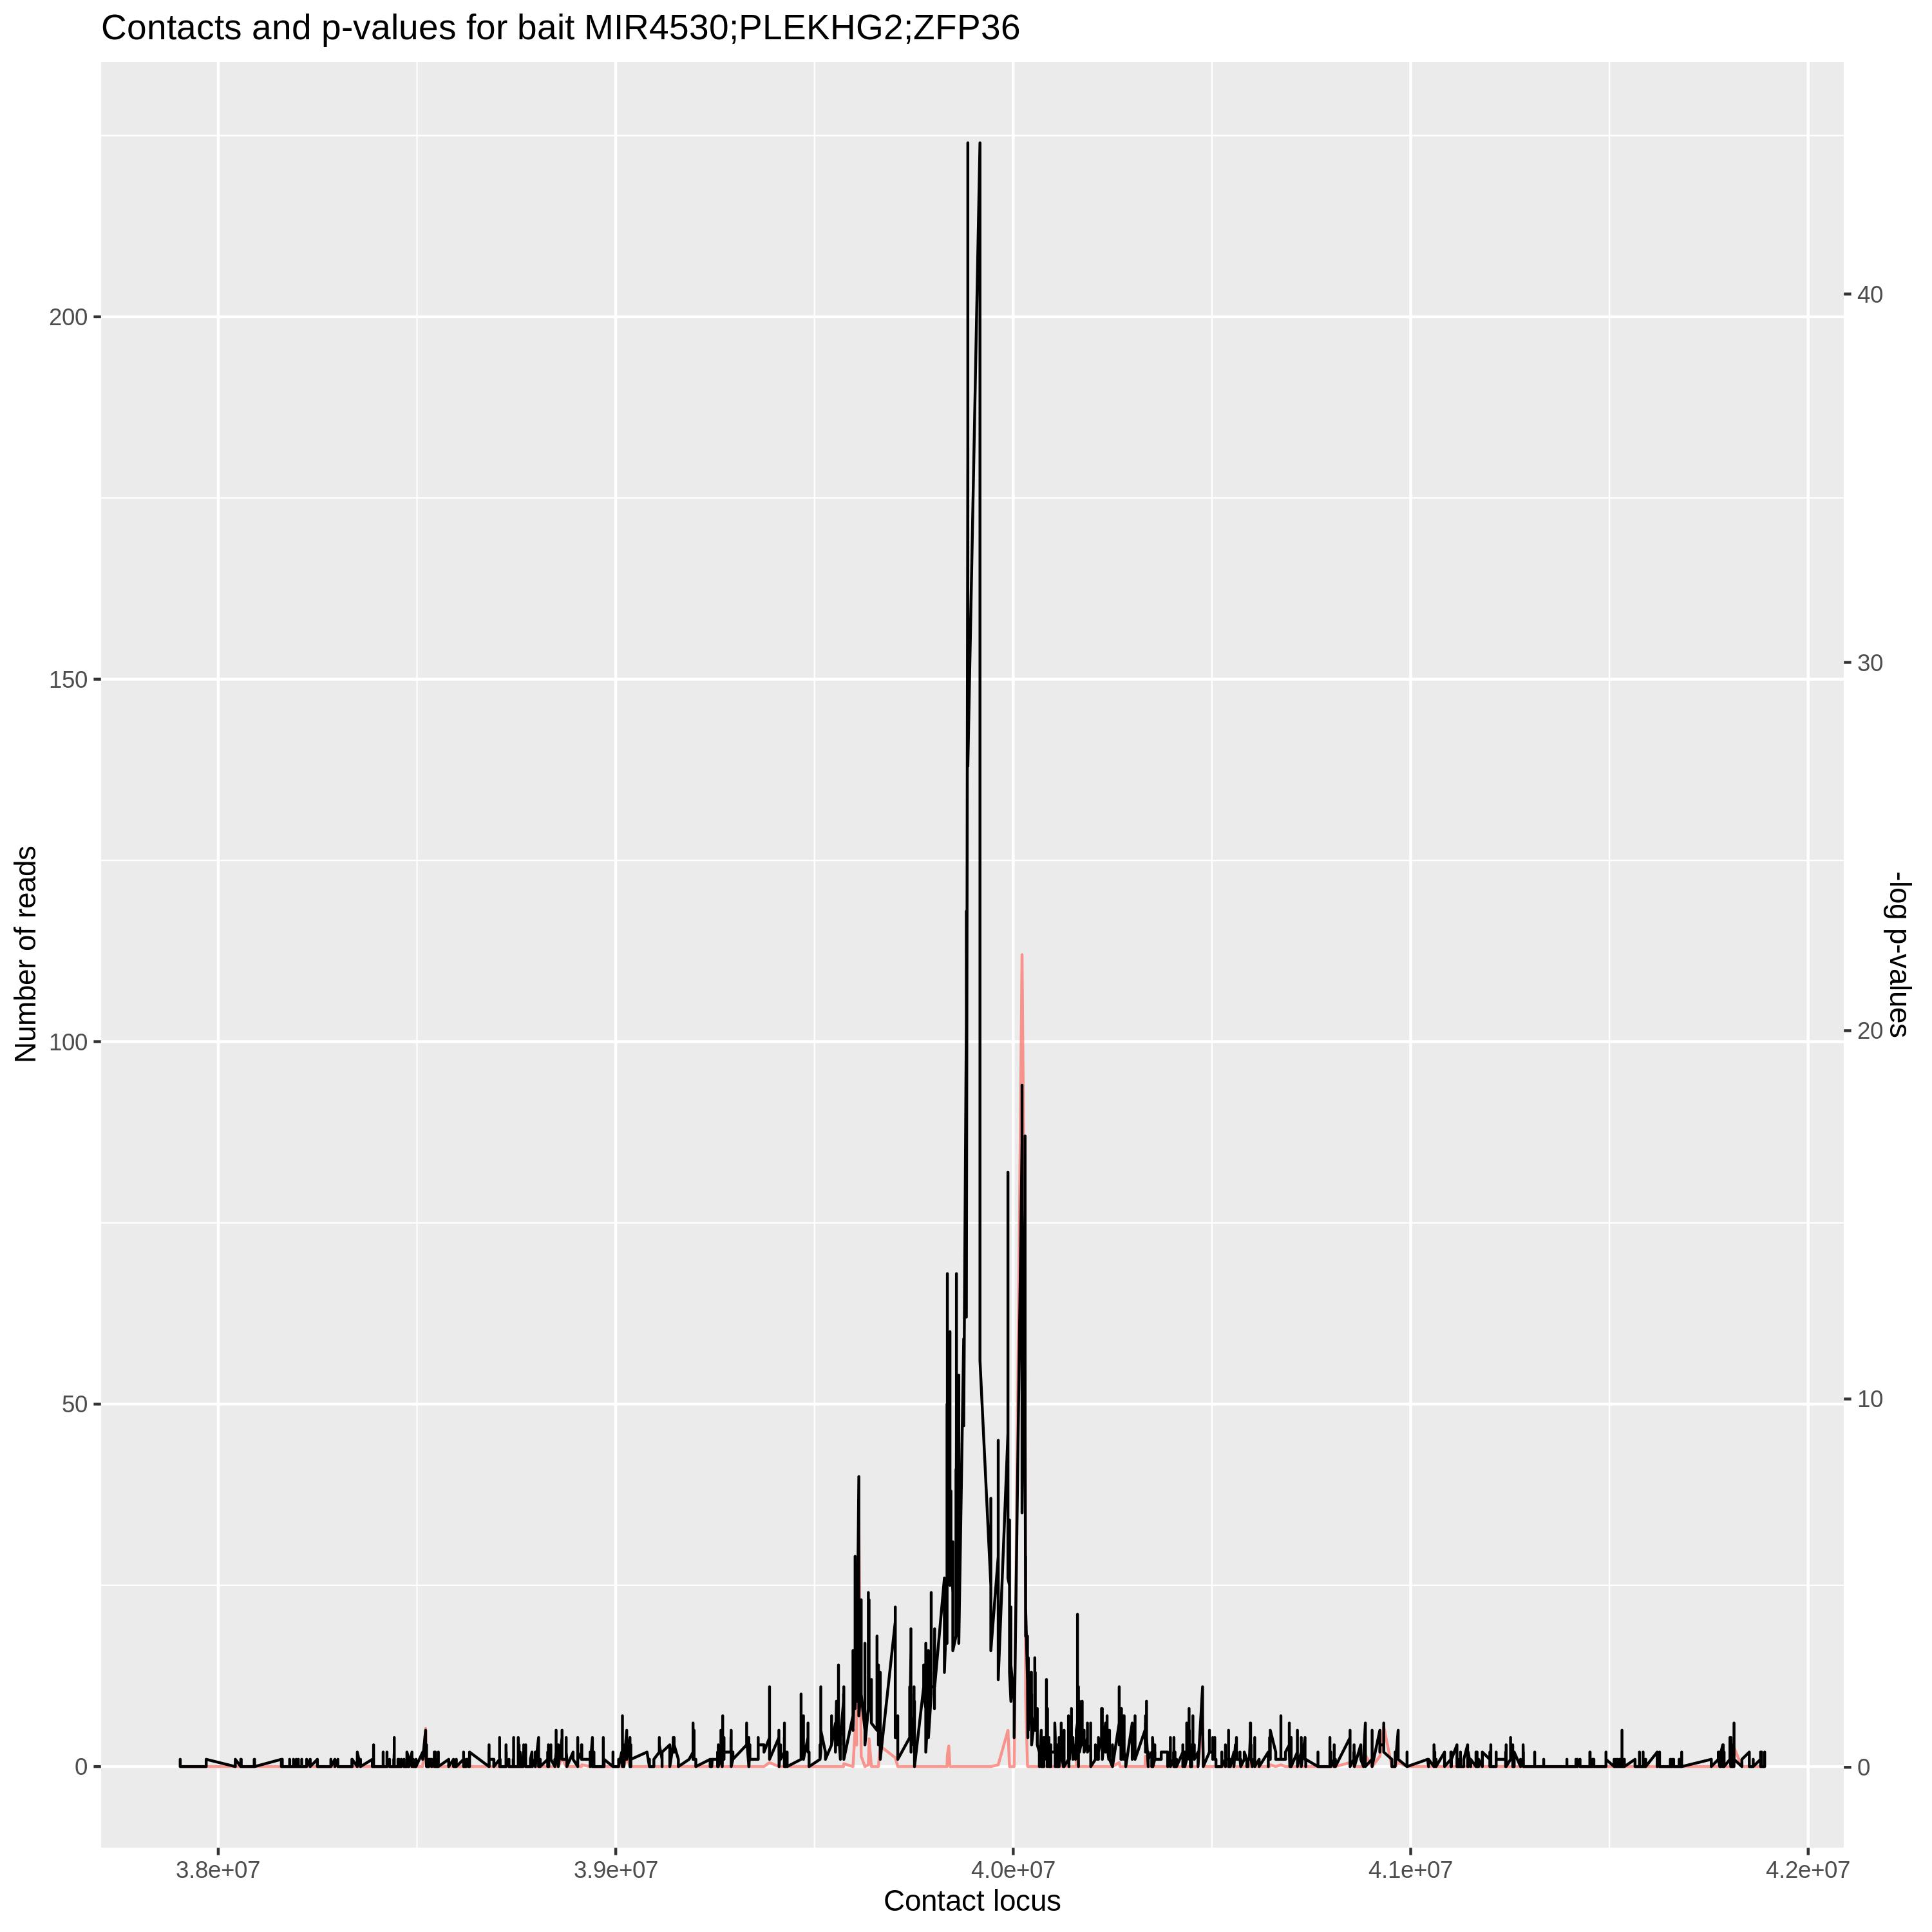 Contacts and p-values for bait MIR4530;PLEKHG2;ZFP36
200
150
100
50
0
Number of reads
40
30
20
10
0
-log p-values
3.8e+07 3.9e+07 4.0e+07 4.1e+07 4.2e+07
Contact locus